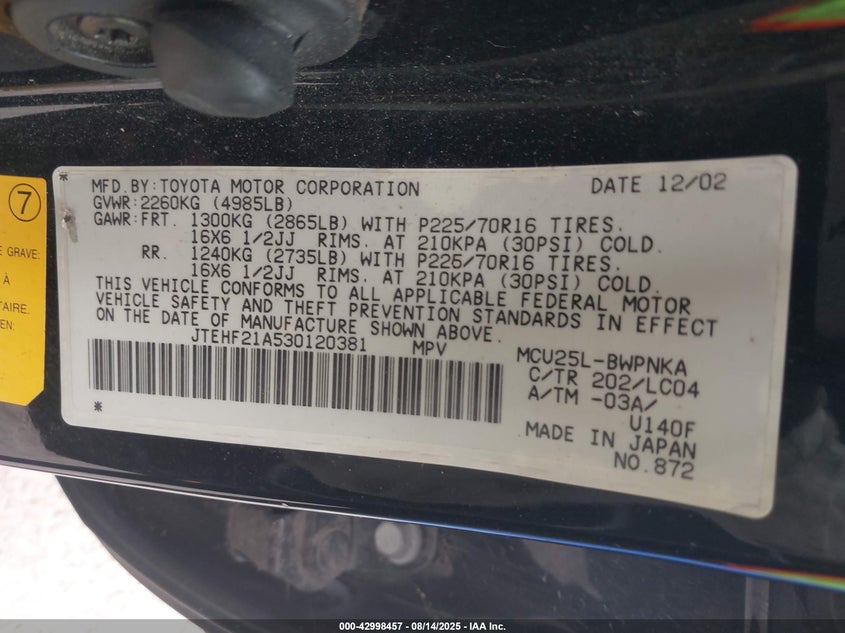 7
E GRAVE:
À
TAIRE.
EN:
* MFD.BY:TOYOTA MOTOR CORPORATION DATE 12/02
GVWR:2260KG (4985LB)
GAWR:FRT. 1300KG (2865LB) WITH P225/70R16 TIRES.
16X6 1/2JJ RIMS. AT 210KPA (30PSI) COLD.
RR. 1240KG (2735LB) WITH P225/70R16 TIRES.
16X6 1/2JJ RIMS. AT 210KPA (30PSI) COLD.
THIS VEHICLE CONFORMS TO ALL APPLICABLE FEDERAL MOTOR
VEHICLE SAFETY AND THEFT PREVENTION STANDARDS IN EFFECT
ON THE DATE OF MANUFACTURE SHOWN ABOVE.
JTEHF21A530120381 MPV MCU25L-BWPNKA
C/TR 202/LC04
A/TM -03A/
U140F
* MADE IN JAPAN
NO.872
000-42998457 - 08/14/2025 - IAA Inc.